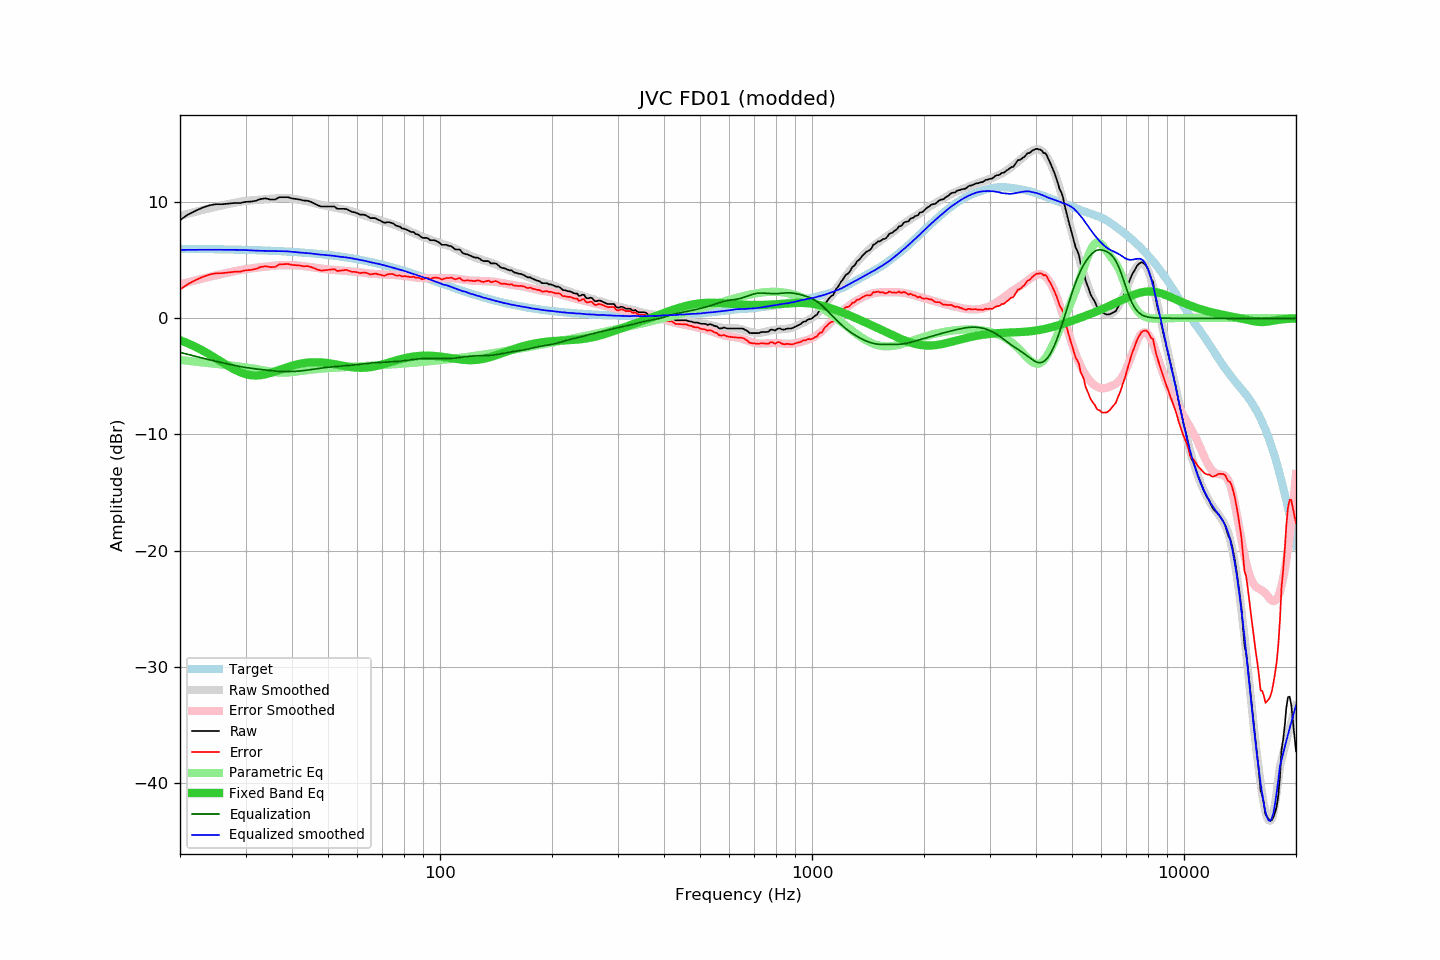 JVC FD01 (modded)
10
0
−10
−20
−30
−40
Amplitude (dBr)
Target
Raw Smoothed
Error Smoothed
Raw
Error
Parametric Eq
Fixed Band Eq
Equalization
Equalized smoothed
100 1000 10000
Frequency (Hz)